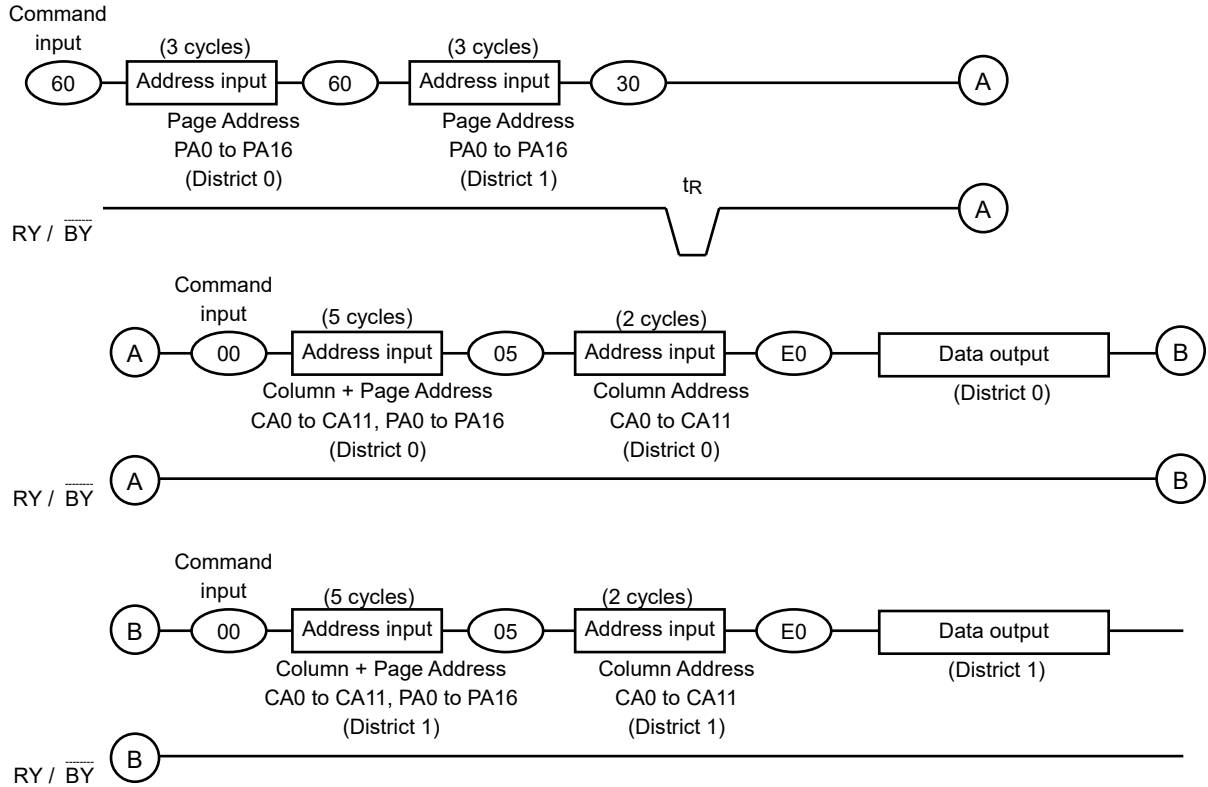 Command
input
(3 cycles) (3 cycles)
60 Address input 60 Address input 30 A
Page Address Page Address
PA0 to PA16 PA0 to PA16
(District 0) (District 1)
tR
A
RY / BY
Command
input
(5 cycles) (2 cycles)
A 00 Address input 05 Address input E0 Data output B
Column + Page Address Column Address (District 0)
CA0 to CA11, PA0 to PA16 CA0 to CA11
(District 0) (District 0)
A B
RY / BY
Command
input
(5 cycles) (2 cycles)
B 00 Address input 05 Address input E0 Data output
Column + Page Address Column Address (District 1)
CA0 to CA11, PA0 to PA16 CA0 to CA11
(District 1) (District 1)
B
RY / BY